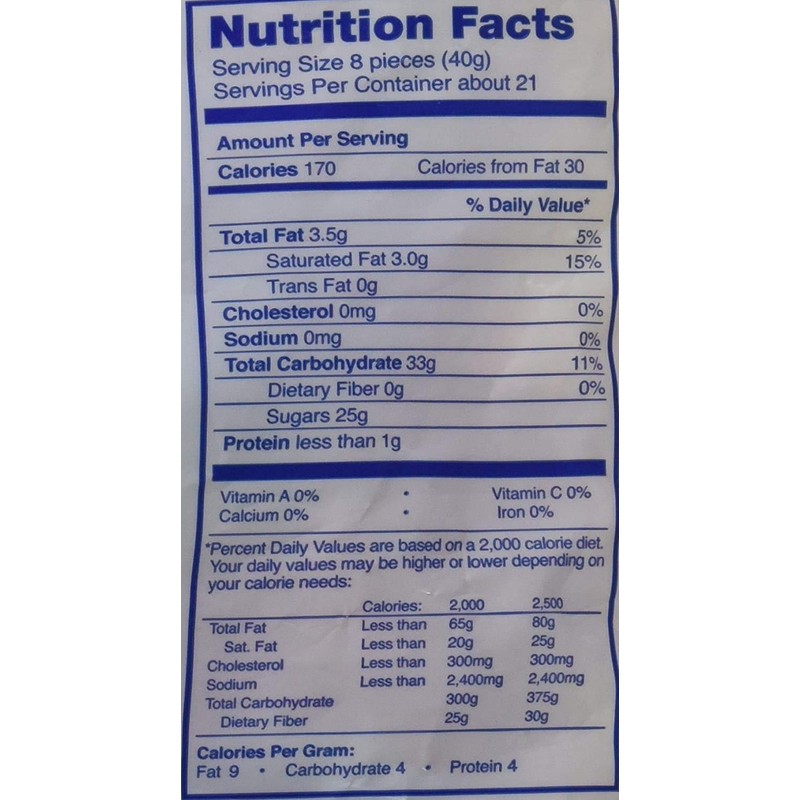 Nutrition Facts
Serving Size 8 pieces (40g)
Servings Per Container about 21
Amount Per Serving
Calories 170 Calories from Fat 30
% Daily Value*
Total Fat 3.5g 5%
Saturated Fat 3.0g 15%
Trans Fat 0g
Cholesterol 0mg 0%
Sodium 0mg 0%
Total Carbohydrate 33g 11%
Dietary Fiber 0g 0%
Sugars 25g
Protein less than 1g
Vitamin A 0% • Vitamin C 0%
Calcium 0% • Iron 0%
*Percent Daily Values are based on a 2,000 calorie diet.
Your daily values may be higher or lower depending on
your calorie needs:
Calories: 2,000 2,500
Total Fat Less than 65g 80g
Sat. Fat Less than 20g 25g
Cholesterol Less than 300mg 300mg
Sodium Less than 2,400mg 2,400mg
Total Carbohydrate 300g 375g
Dietary Fiber 25g 30g
Calories Per Gram:
Fat 9 • Carbohydrate 4 • Protein 4